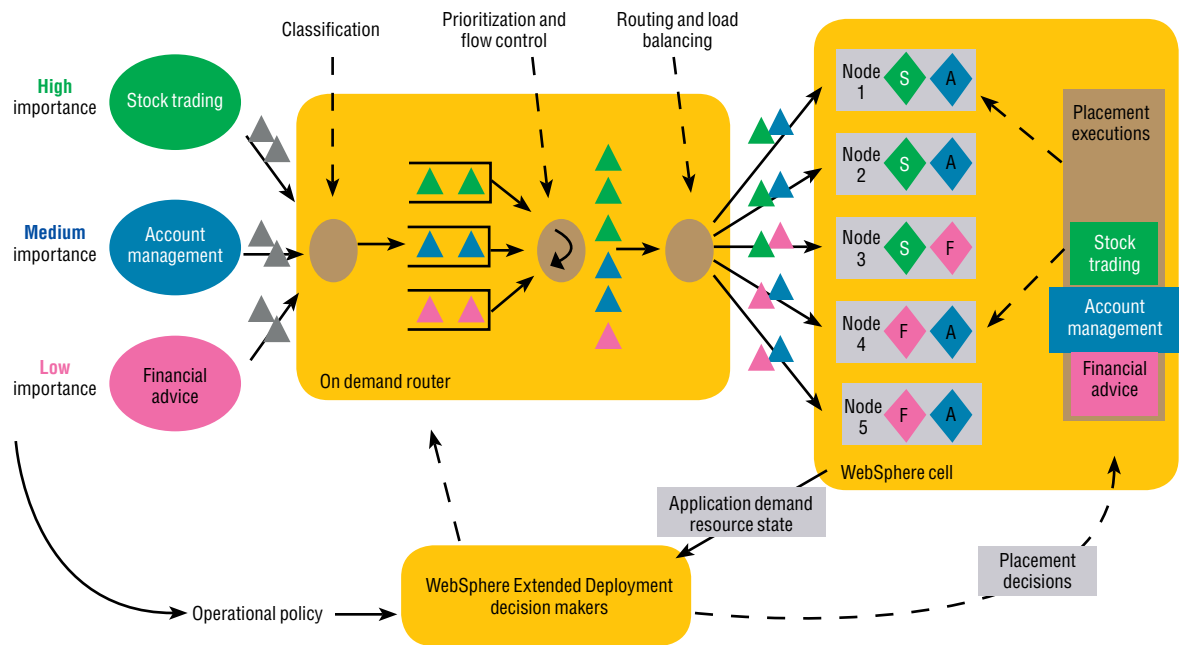 Classification
Prioritization and
flow control
Routing and load
balancing
High
importance
Stock trading
Medium
importance
Account
management
Low
importance
Financial
advice
On demand router
Node
1
S
A
Node
2
S
A
Node
3
S
F
Node
4
F
A
Node
5
F
A
Placement
executions
Stock
trading
Account
management
Financial
advice
WebSphere cell
Application demand
resource state
Placement
decisions
WebSphere Extended Deployment
decision makers
Operational policy